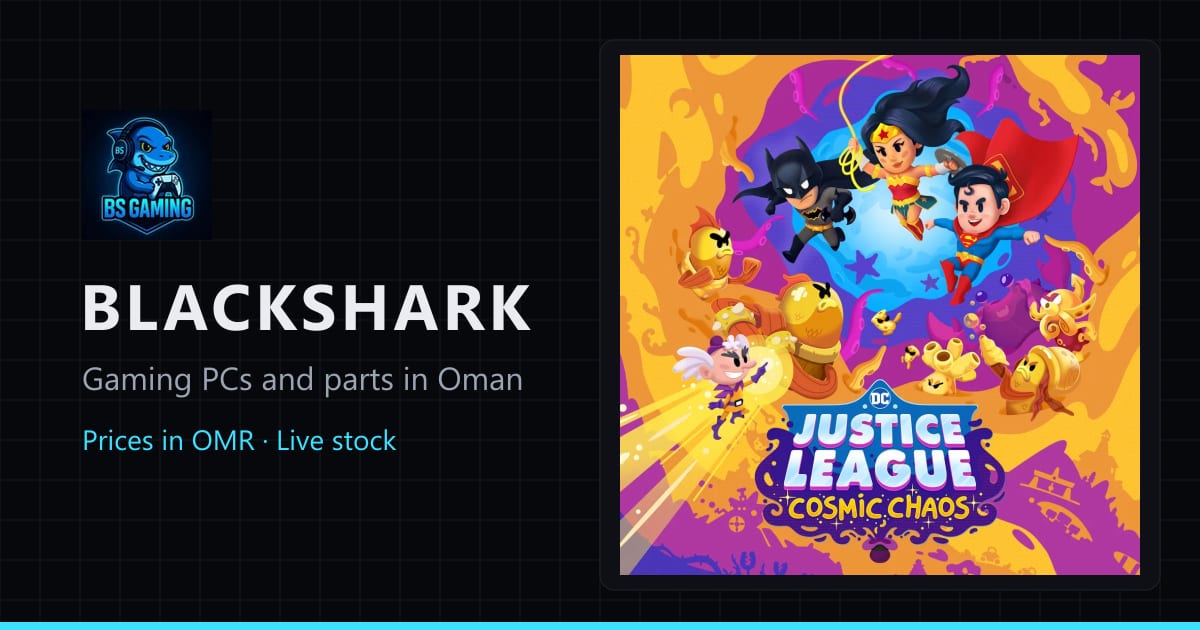 BS
BS GAMING
BLACKSHARK
Gaming PCs and parts in Oman
Prices in OMR · Live stock
DC
JUSTICE
LEAGUE
COSMIC CHAOS